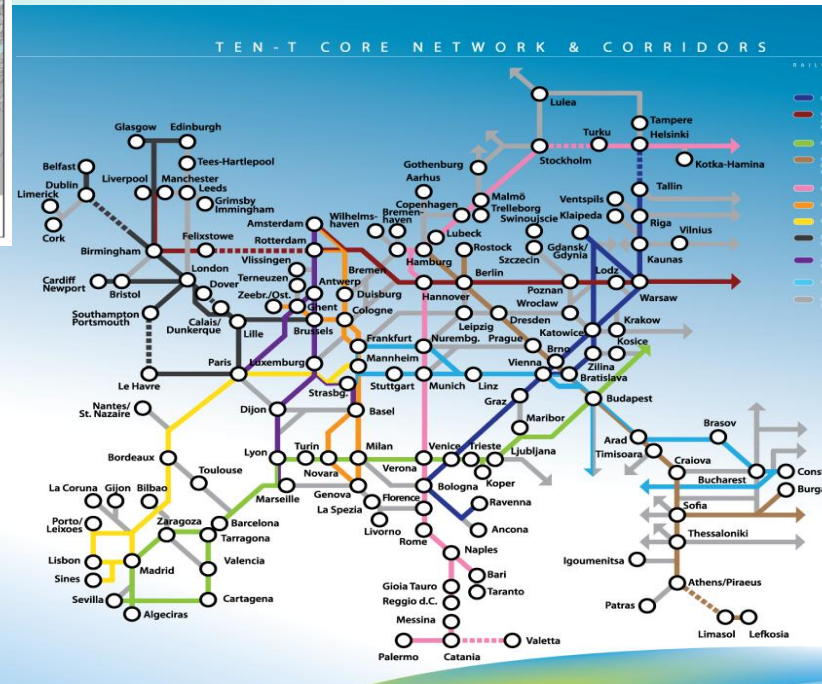 TEN-T CORE NETWORK & CORRIDORS
RAIL
Lulea
Glasgow
Edinburgh
Tampere
Turku
Helsinki
Stockholm
Kotka-Hamina
Belfast
Tees-Hartlepool
Gothenburg
Dublin
Liverpool
Manchester
Leeds
Aarhus
Tallin
Limerick
Grimsby
Immingham
Copenhagen
Malmö
Trelleborg
Ventspils
Cork
Amsterdam
Wilhelms-
haven
Bremen-
haven
Swinoujscie
Klaipeda
Riga
Vilnius
Felixstowe
Rotterdam
Lubeck
Rostock
Gdansk/
Gdynia
Birmingham
Vlissingen
Bremen
Hamburg
Szczecin
Lodz
Kaunas
London
Terneuzen
Antwerp
Berlin
Poznan
Cardiff
Newport
Bristol
Dover
Zeebr./Ost.
Ghent
Duisburg
Hannover
Wroclaw
Warsaw
Southampton
Portsmouth
Calais/
Dunkerque
Lille
Brussels
Cologne
Leipzig
Dresden
Katowice
Krakow
Frankfurt
Nurembg.
Prague
Brno
Kosice
Paris
Luxemburg
Mannheim
Vienna
Zilina
Le Havre
Strasbg.
Stuttgart
Munich
Linz
Bratislava
Nantes/
St. Nazaire
Dijon
Basel
Graz
Budapest
Maribor
Bordeaux
Lyon
Turin
Milan
Venice
Trieste
Ljubljana
Arad
Brasov
Timisoara
Toulouse
Novara
Verona
Koper
Craiova
La Coruna
Gijon
Bilbao
Marseille
Genova
Florence
Bologna
Bucharest
Const
La Spezia
Ravenna
Burga
Porto/
Leixoes
Zaragoza
Barcelona
Tarragona
Livorno
Rome
Ancona
Sofia
Thessaloniki
Lisbon
Madrid
Valencia
Naples
Igoumenitsa
Sines
Bari
Gioia Tauro
Taranto
Athens/Piraeus
Sevilla
Cartagena
Reggio d.C.
Patras
Algeciras
Messina
Limasol
Lefkosia
Palermo
Catania
Valetta